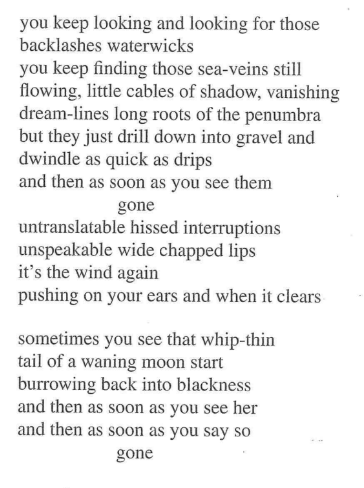 you keep looking and looking for those
backlashes waterwicks
you keep finding those sea-veins still
flowing, little cables of shadow, vanishing
dream-lines long roots of the penumbra
but they just drill down into gravel and
dwindle as quick as drips
and then as soon as you see them
gone
untranslatable hissed interruptions
unspeakable wide chapped lips
it's the wind again
pushing on your ears and when it clears
sometimes you see that whip-thin
tail of a waning moon start
burrowing back into blackness
and then as soon as you see her
and then as soon as you say so
gone